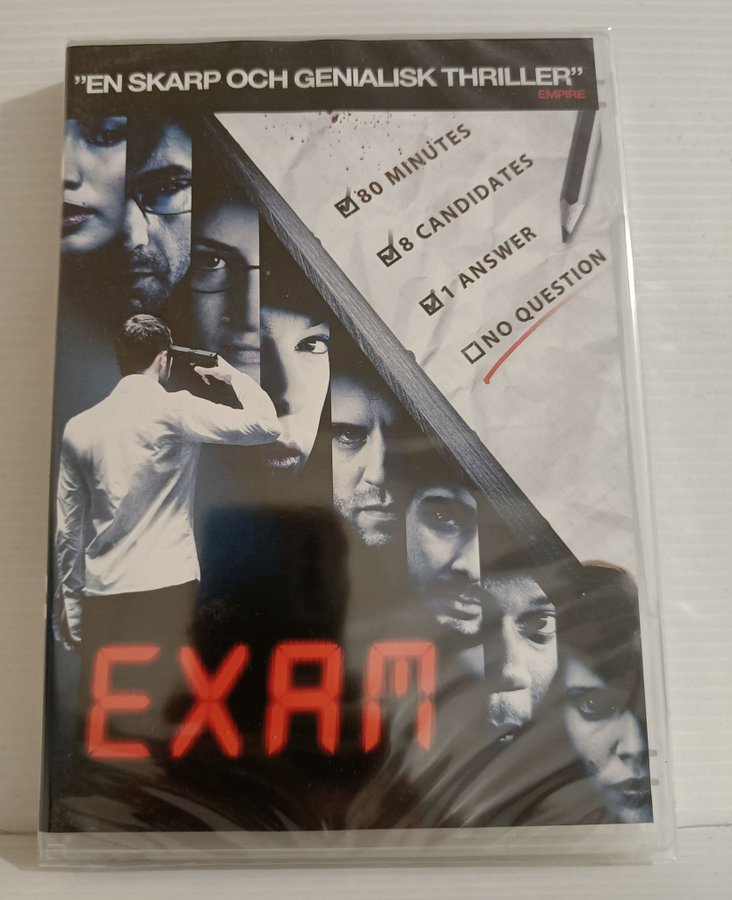 ”EN SKARP OCH GENIALISK THRILLER”
EMPIRE
80 MINUTES
8 CANDIDATES
1 ANSWER
NO QUESTION
EXAM